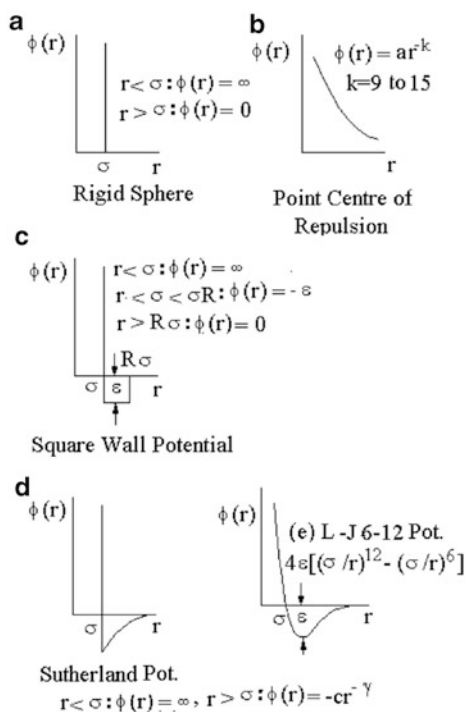 a
ϕ(r)
r<σ:ϕ(r)=∞
r>σ:ϕ(r)=0
σ r
Rigid Sphere
b
ϕ(r)
ϕ(r)=ar⁻ᵏ
k=9 to 15
r
Point Centre of
Repulsion
c
ϕ(r)
r<σ:ϕ(r)=∞
r<σ<σR:ϕ(r)=-ε
r>Rσ:ϕ(r)=0
Rσ
σ ε r
Square Wall Potential
d
ϕ(r)
σ r
Sutherland Pot.
r<σ:ϕ(r)=∞, r>σ:ϕ(r)=-cr⁻ᵞ
ϕ(r)
(e) L-J 6-12 Pot.
4ε[(σ/r)¹²-(σ/r)⁶]
σ ε r